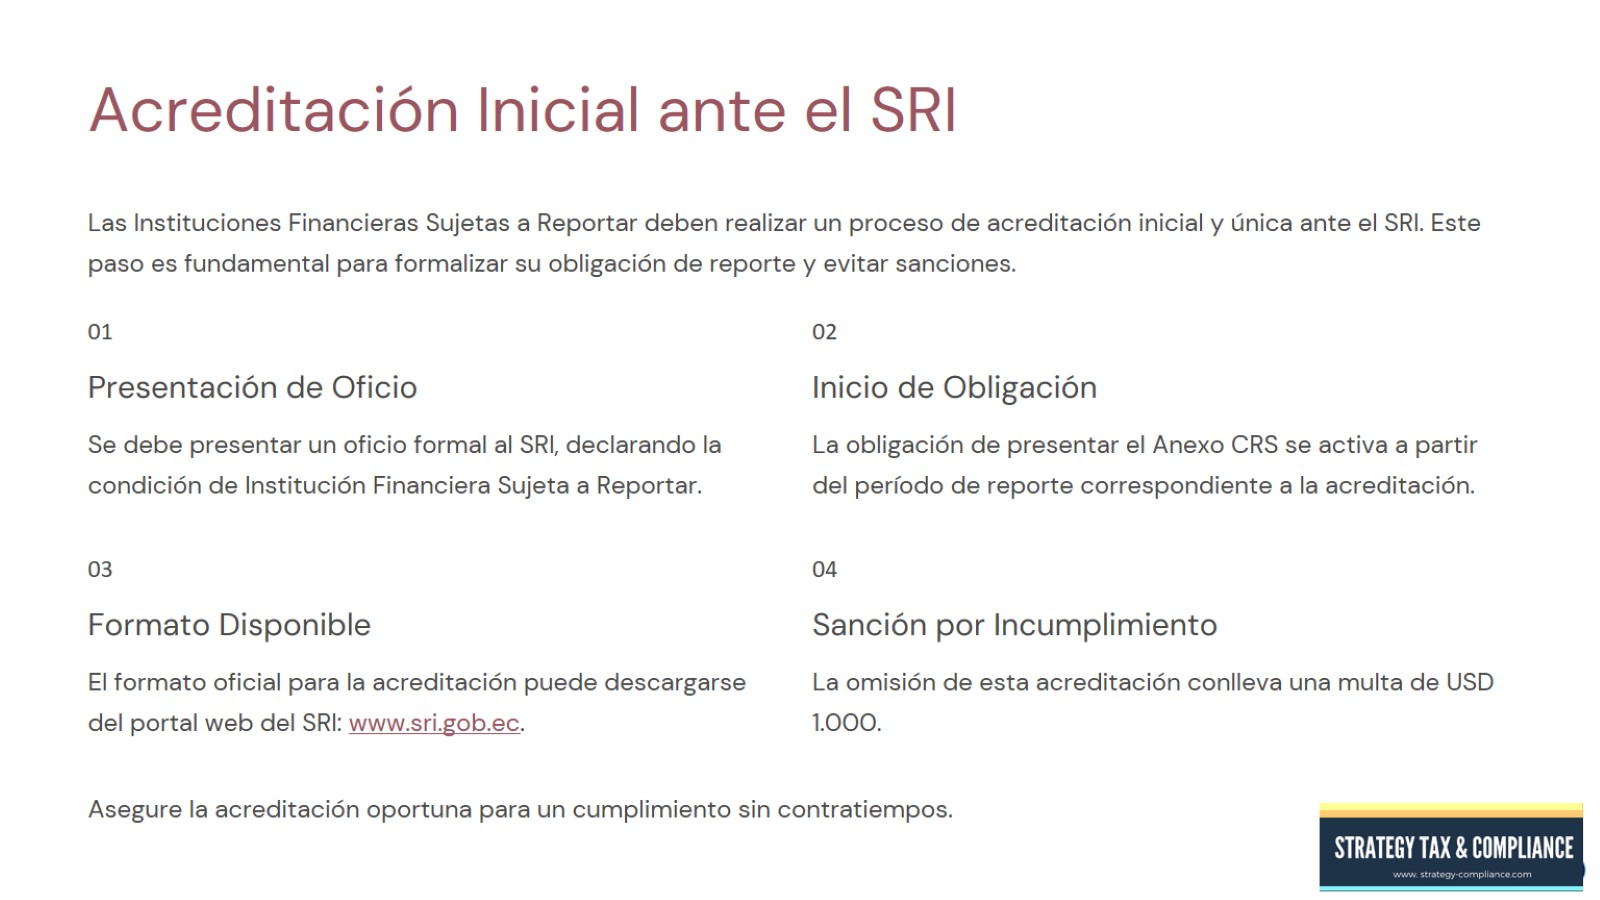 Acreditación Inicial ante el SRI
Las Instituciones Financieras Sujetas a Reportar deben realizar un proceso de acreditación inicial y única ante el SRI. Este
paso es fundamental para formalizar su obligación de reporte y evitar sanciones.
01
Presentación de Oficio
Se debe presentar un oficio formal al SRI, declarando la
condición de Institución Financiera Sujeta a Reportar.
02
Inicio de Obligación
La obligación de presentar el Anexo CRS se activa a partir
del período de reporte correspondiente a la acreditación.
03
Formato Disponible
El formato oficial para la acreditación puede descargarse
del portal web del SRI: www.sri.gob.ec.
04
Sanción por Incumplimiento
La omisión de esta acreditación conlleva una multa de USD
1.000.
Asegure la acreditación oportuna para un cumplimiento sin contratiempos.
STRATEGY TAX & COMPLIANCE
www. strategy-compliance.com